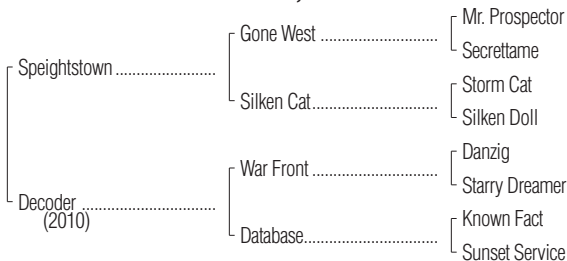 Mr. Prospector
Gone West ..............................
Secrettame
Speightstown .........................
Storm Cat
Silken Cat................................
Silken Doll
Danzig
War Front ...............................
Starry Dreamer
Decoder .................................
(2010)
Known Fact
Database.................................
Sunset Service